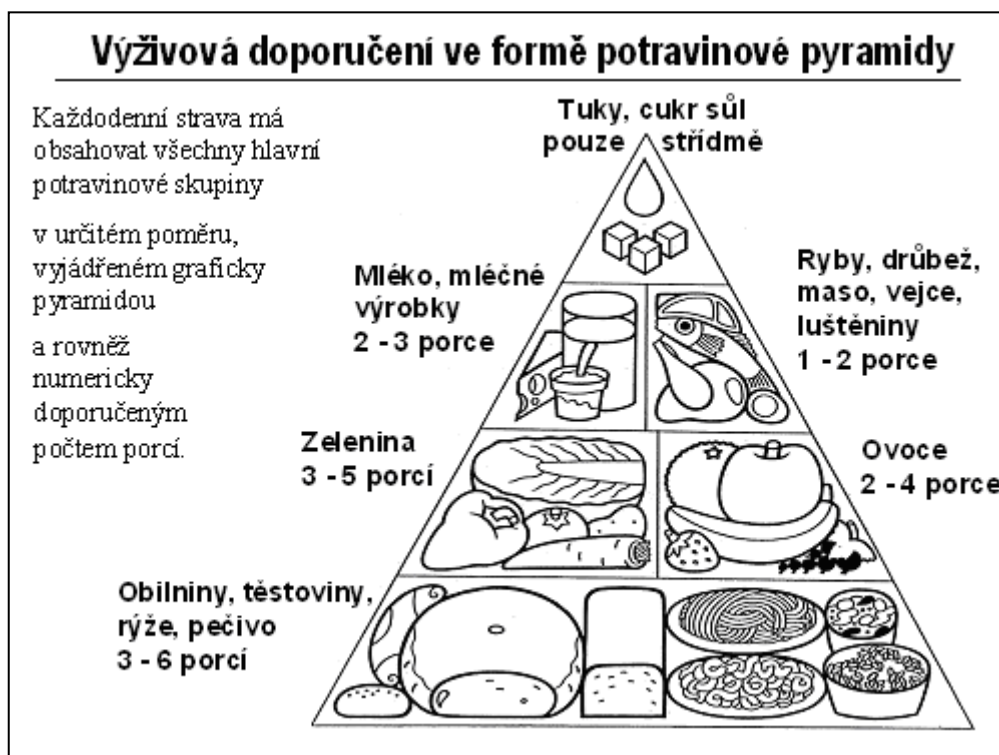 Výživová doporučení ve formě potravinové pyramidy
Každodenní strava má
obsahovat všechny hlavní
potravinové skupiny
v určitém poměru,
vyjádřeném graficky
pyramidou
a rovněž
numericky
doporučeným
počtem porcí.
Tuky, cukr sůl
pouze střídmě
Mléko, mléčné
výrobky
2 - 3 porce
Ryby, drůbež,
maso, vejce,
luštěniny
1 - 2 porce
Zelenina
3 - 5 porcí
Ovoce
2 - 4 porce
Obilniny, těstoviny,
rýže, pečivo
3 - 6 porcí